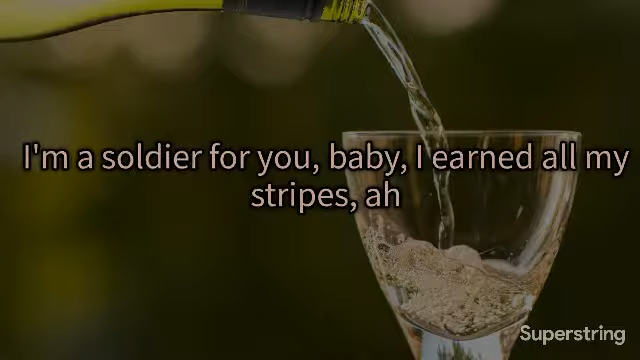 I'm a soldier for you, baby, I earned all my
stripes, ah
Superstring